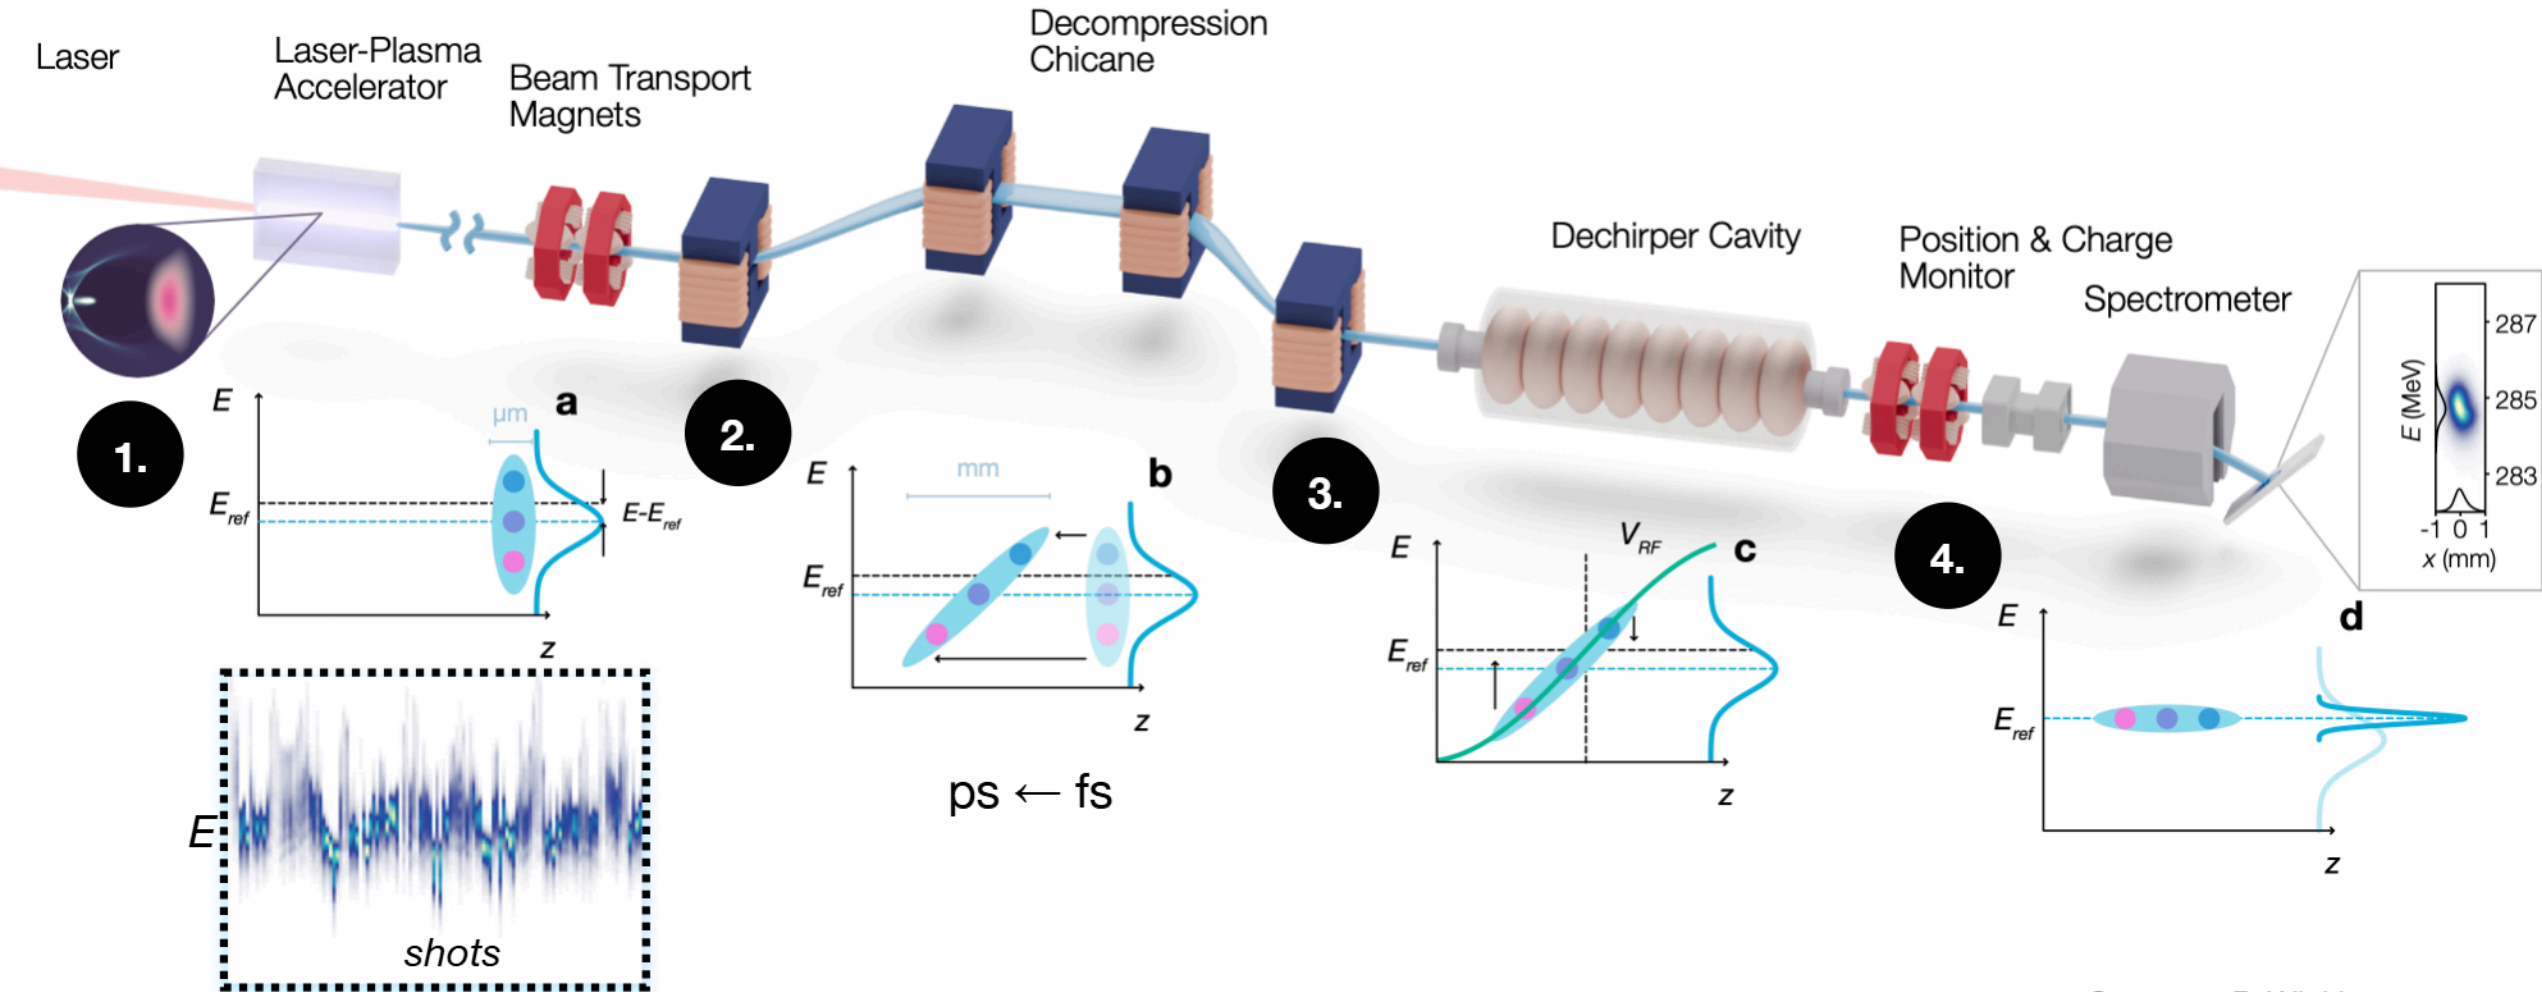 Laser
Laser-Plasma
Accelerator
Beam Transport
Magnets
Decompression
Chicane
Dechirper Cavity
Position & Charge
Monitor
Spectrometer
287
285
283
E (MeV)
-1 0 1
x (mm)
1.
E
µm
a
E_ref
E-E_ref
z
2.
E
mm
b
E_ref
z
ps ← fs
3.
E
V_RF
c
E_ref
z
4.
E
d
E_ref
z
E
shots